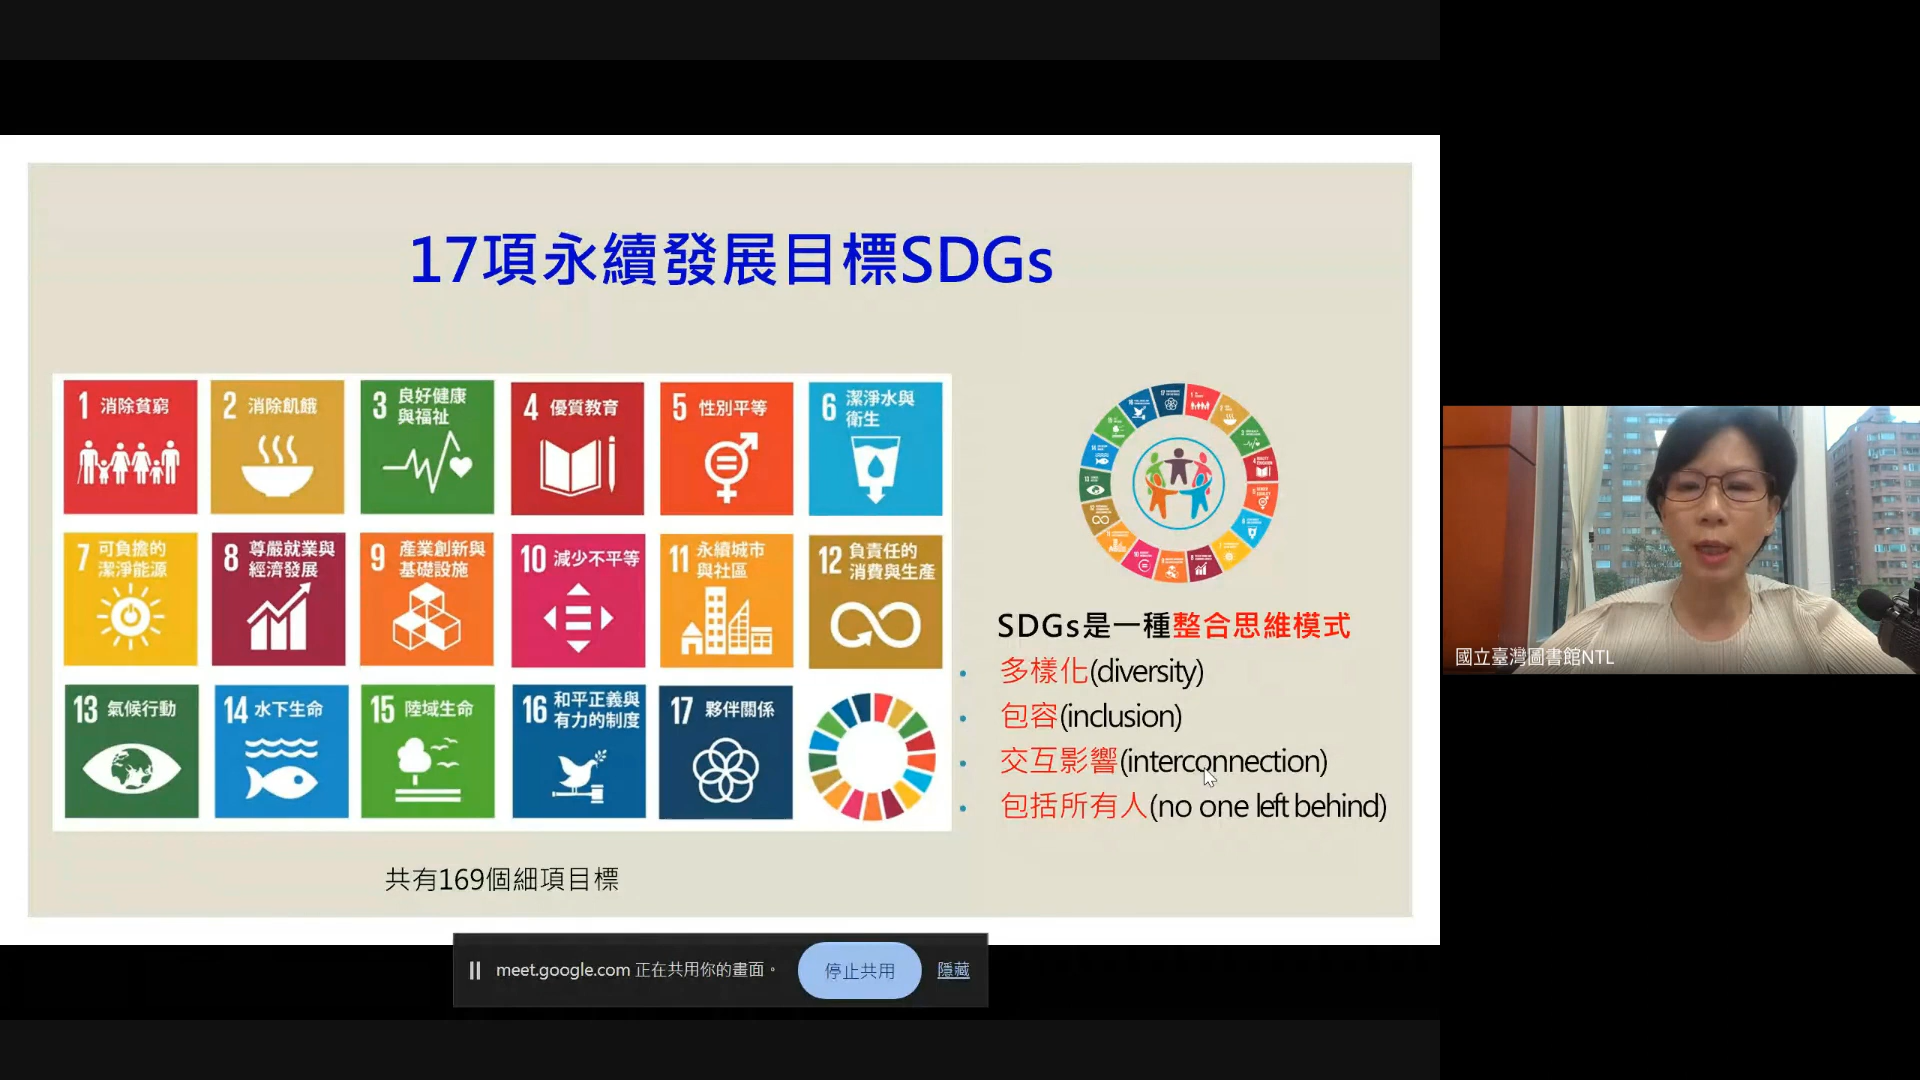 17項永續發展目標SDGs
1 消除貧窮
2 消除飢餓
3 良好健康
與福祉
4 優質教育
5 性別平等
6 潔淨水與
衛生
7 可負擔的
潔淨能源
8 尊嚴就業與
經濟發展
9 產業創新與
基礎設施
10 減少不平等
11 永續城市
與社區
12 負責任的
消費與生產
13 氣候行動
14 水下生命
15 陸域生命
16 和平正義與
有力的制度
17 夥伴關係
共有169個細項目標
SDGs是一種整合思維模式
• 多樣化(diversity)
• 包容(inclusion)
• 交互影響(interconnection)
• 包括所有人(no one left behind)
國立臺灣圖書館NTL
meet.google.com 正在共用你的畫面。
停止共用
隱藏